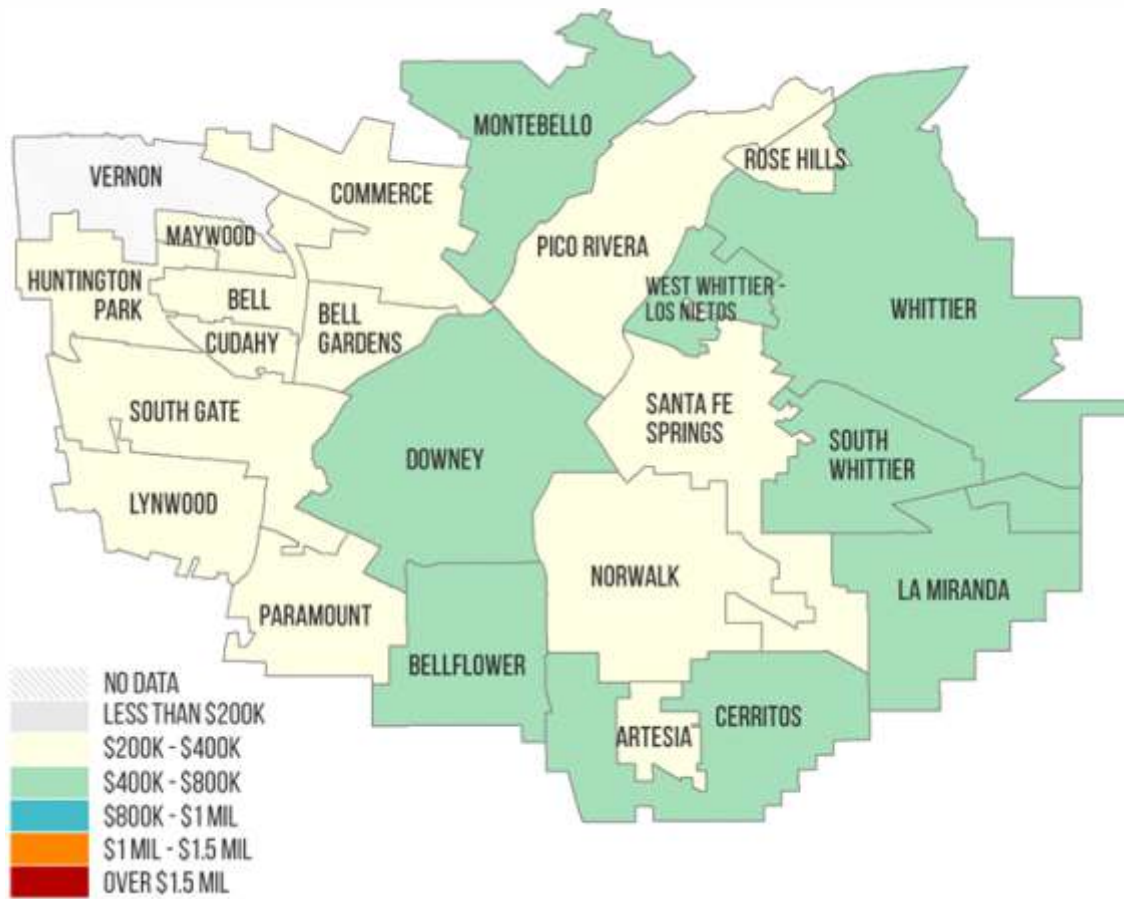 MONTEBELLO
ROSE HILLS
VERNON
COMMERCE
MAYWOOD
PICO RIVERA
HUNTINGTON
PARK
BELL
WEST WHITTIER -
LOS NIETOS
WHITTIER
CUDAHY
BELL
GARDENS
SOUTH GATE
SANTA FE
SPRINGS
DOWNEY
SOUTH
WHITTIER
LYNWOOD
NORWALK
LA MIRANDA
PARAMOUNT
BELLFLOWER
ARTESIA
CERRITOS
NO DATA
LESS THAN $200K
$200K - $400K
$400K - $800K
$800K - $1 MIL
$1 MIL - $1.5 MIL
OVER $1.5 MIL